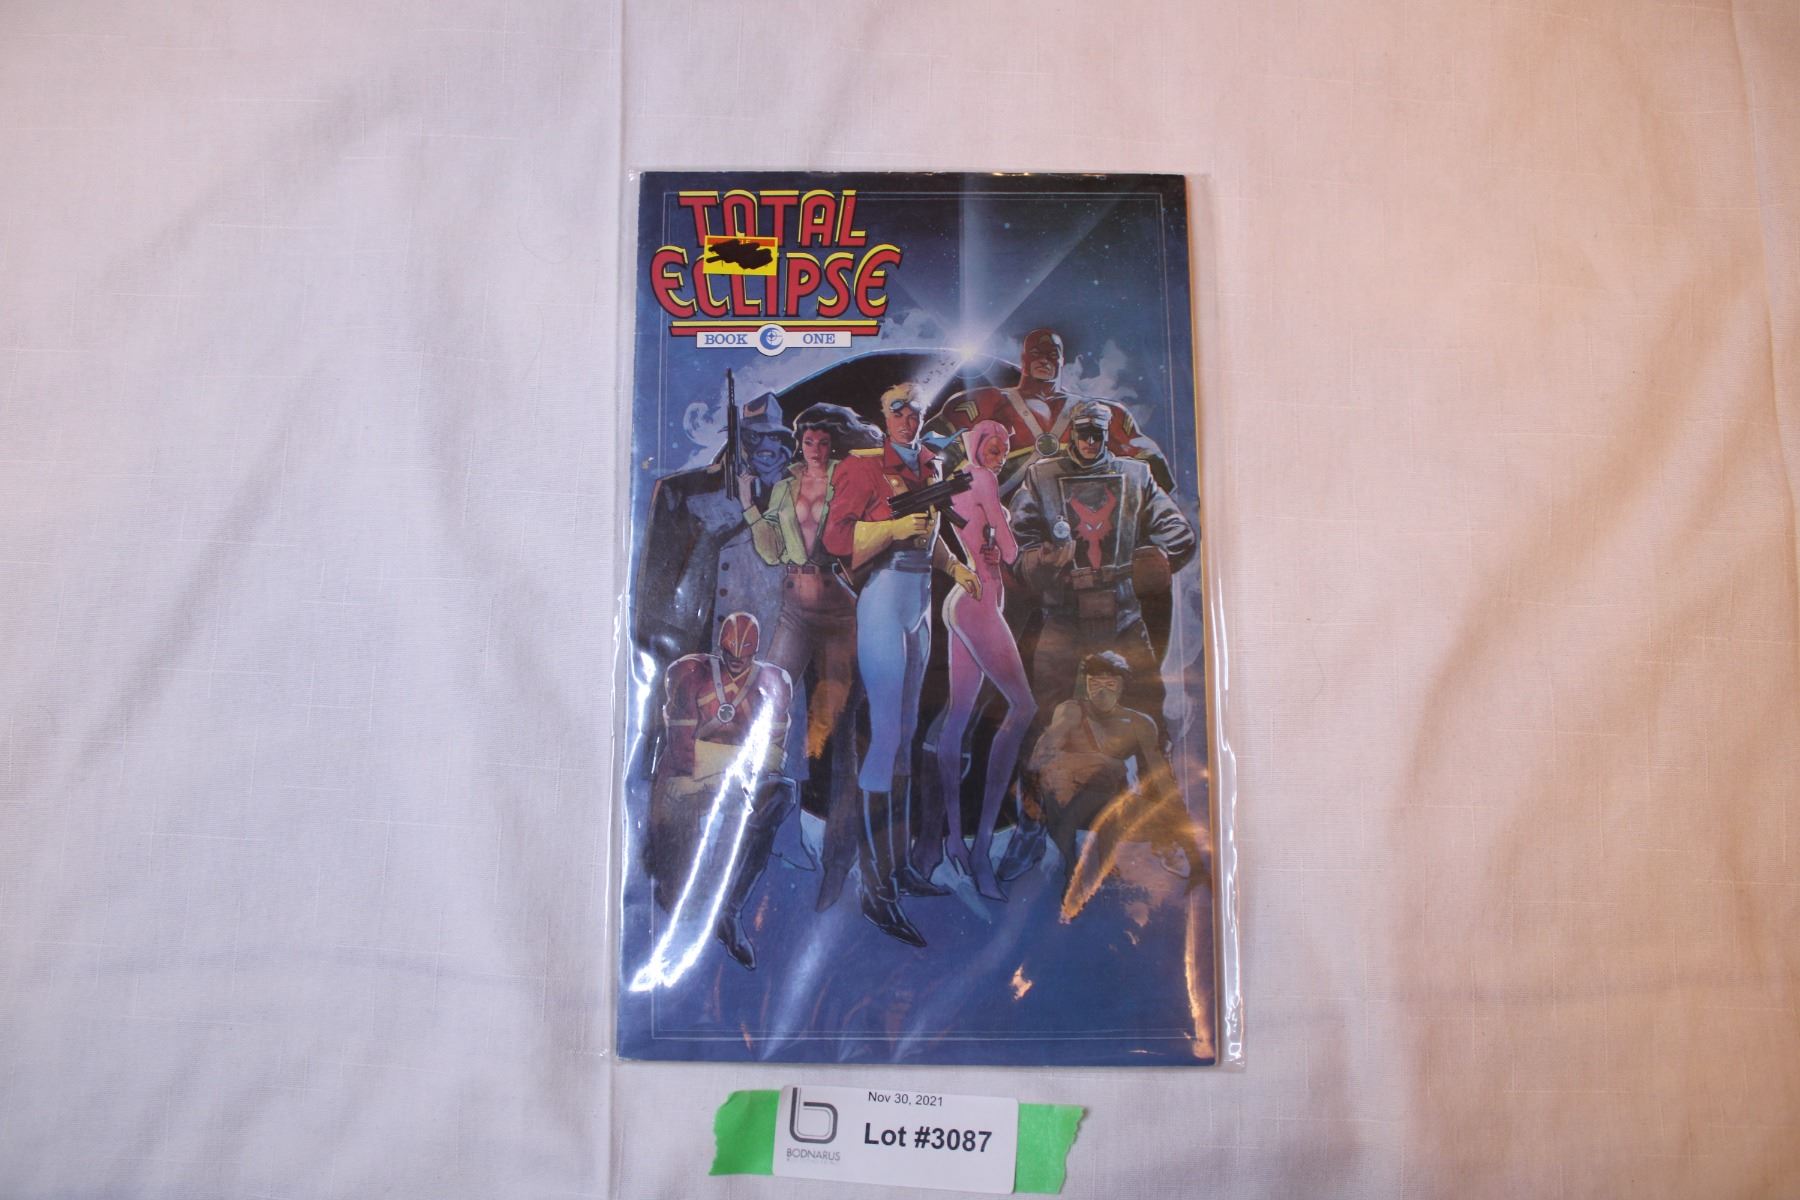 TOTAL
ECLIPSE
BOOK ONE
Nov 30, 2021
Lot #3087
BODNARUS